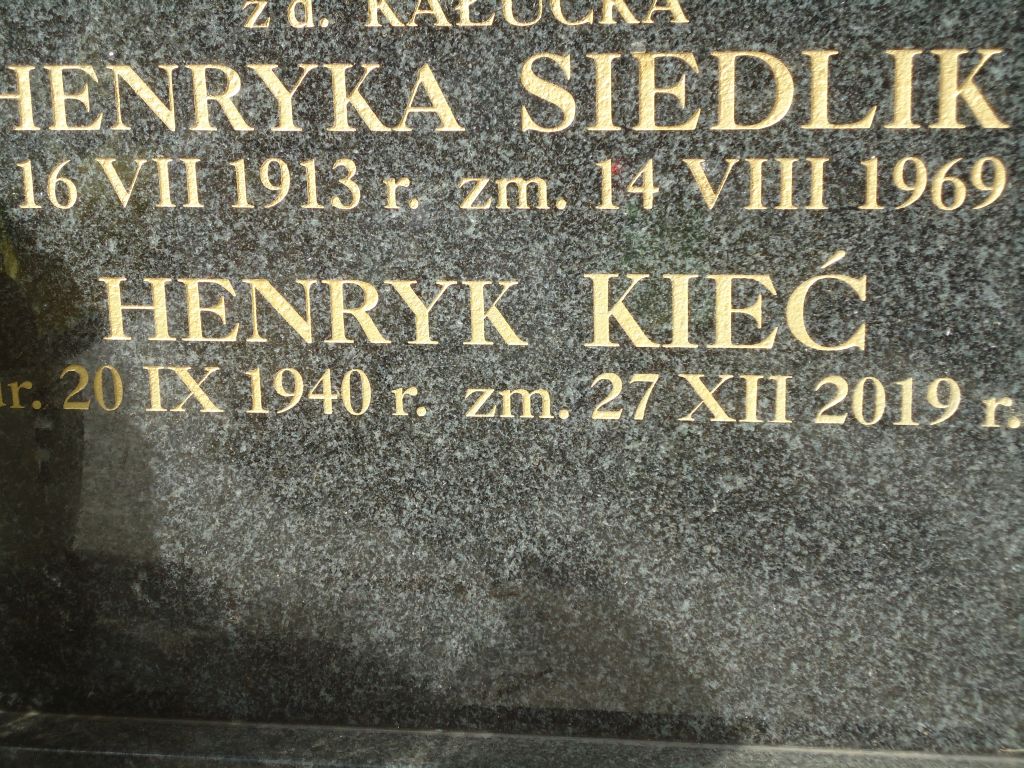 z d. KAŁUCKA
HENRYKA SIEDLIK
16 VII 1913 r. zm. 14 VIII 1969
HENRYK KIEĆ
ur. 20 IX 1940 r. zm. 27 XII 2019 r.